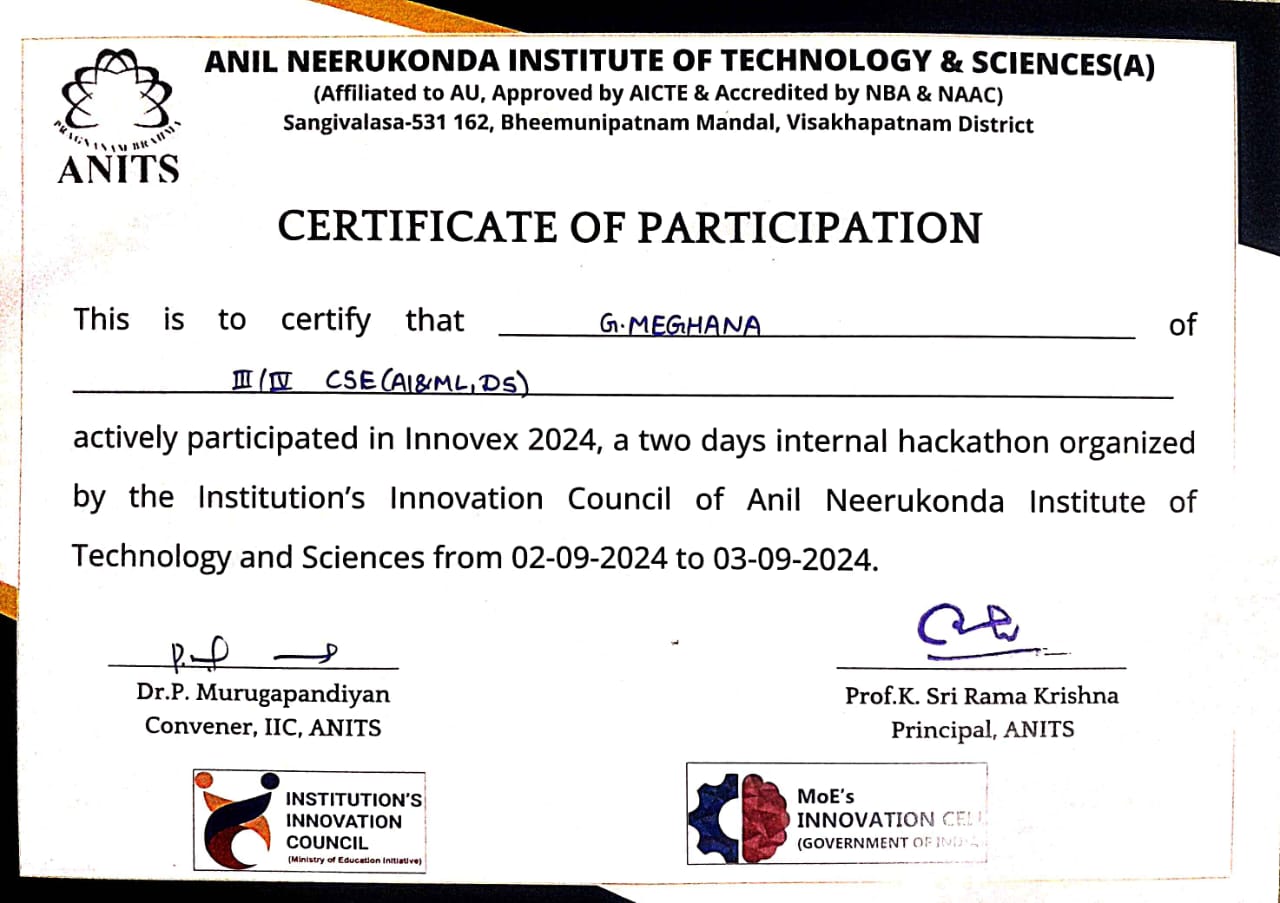 ANIL NEERUKONDA INSTITUTE OF TECHNOLOGY & SCIENCES(A)
(Affiliated to AU, Approved by AICTE & Accredited by NBA & NAAC)
Sangivalasa-531 162, Bheemunipatnam Mandal, Visakhapatnam District
PRAGNANAM BRAHMA
ANITS
CERTIFICATE OF PARTICIPATION
This is to certify that G.MEGHANA of
III/IV CSE(AI&ML,DS)
actively participated in Innovex 2024, a two days internal hackathon organized
by the Institution's Innovation Council of Anil Neerukonda Institute of
Technology and Sciences from 02-09-2024 to 03-09-2024.
Dr.P. Murugapandiyan
Convener, IIC, ANITS
Prof.K. Sri Rama Krishna
Principal, ANITS
INSTITUTION'S
INNOVATION
COUNCIL
(Ministry of Education Initiative)
MoE's
INNOVATION CELL
(GOVERNMENT OF INDIA